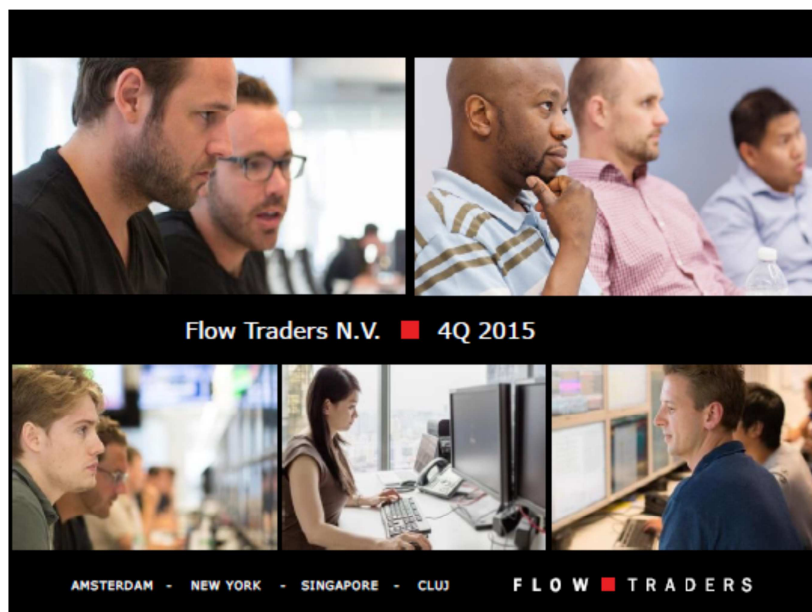 Flow Traders N.V. ■ 4Q 2015
AMSTERDAM - NEW YORK - SINGAPORE - CLUJ
FLOW ■ TRADERS